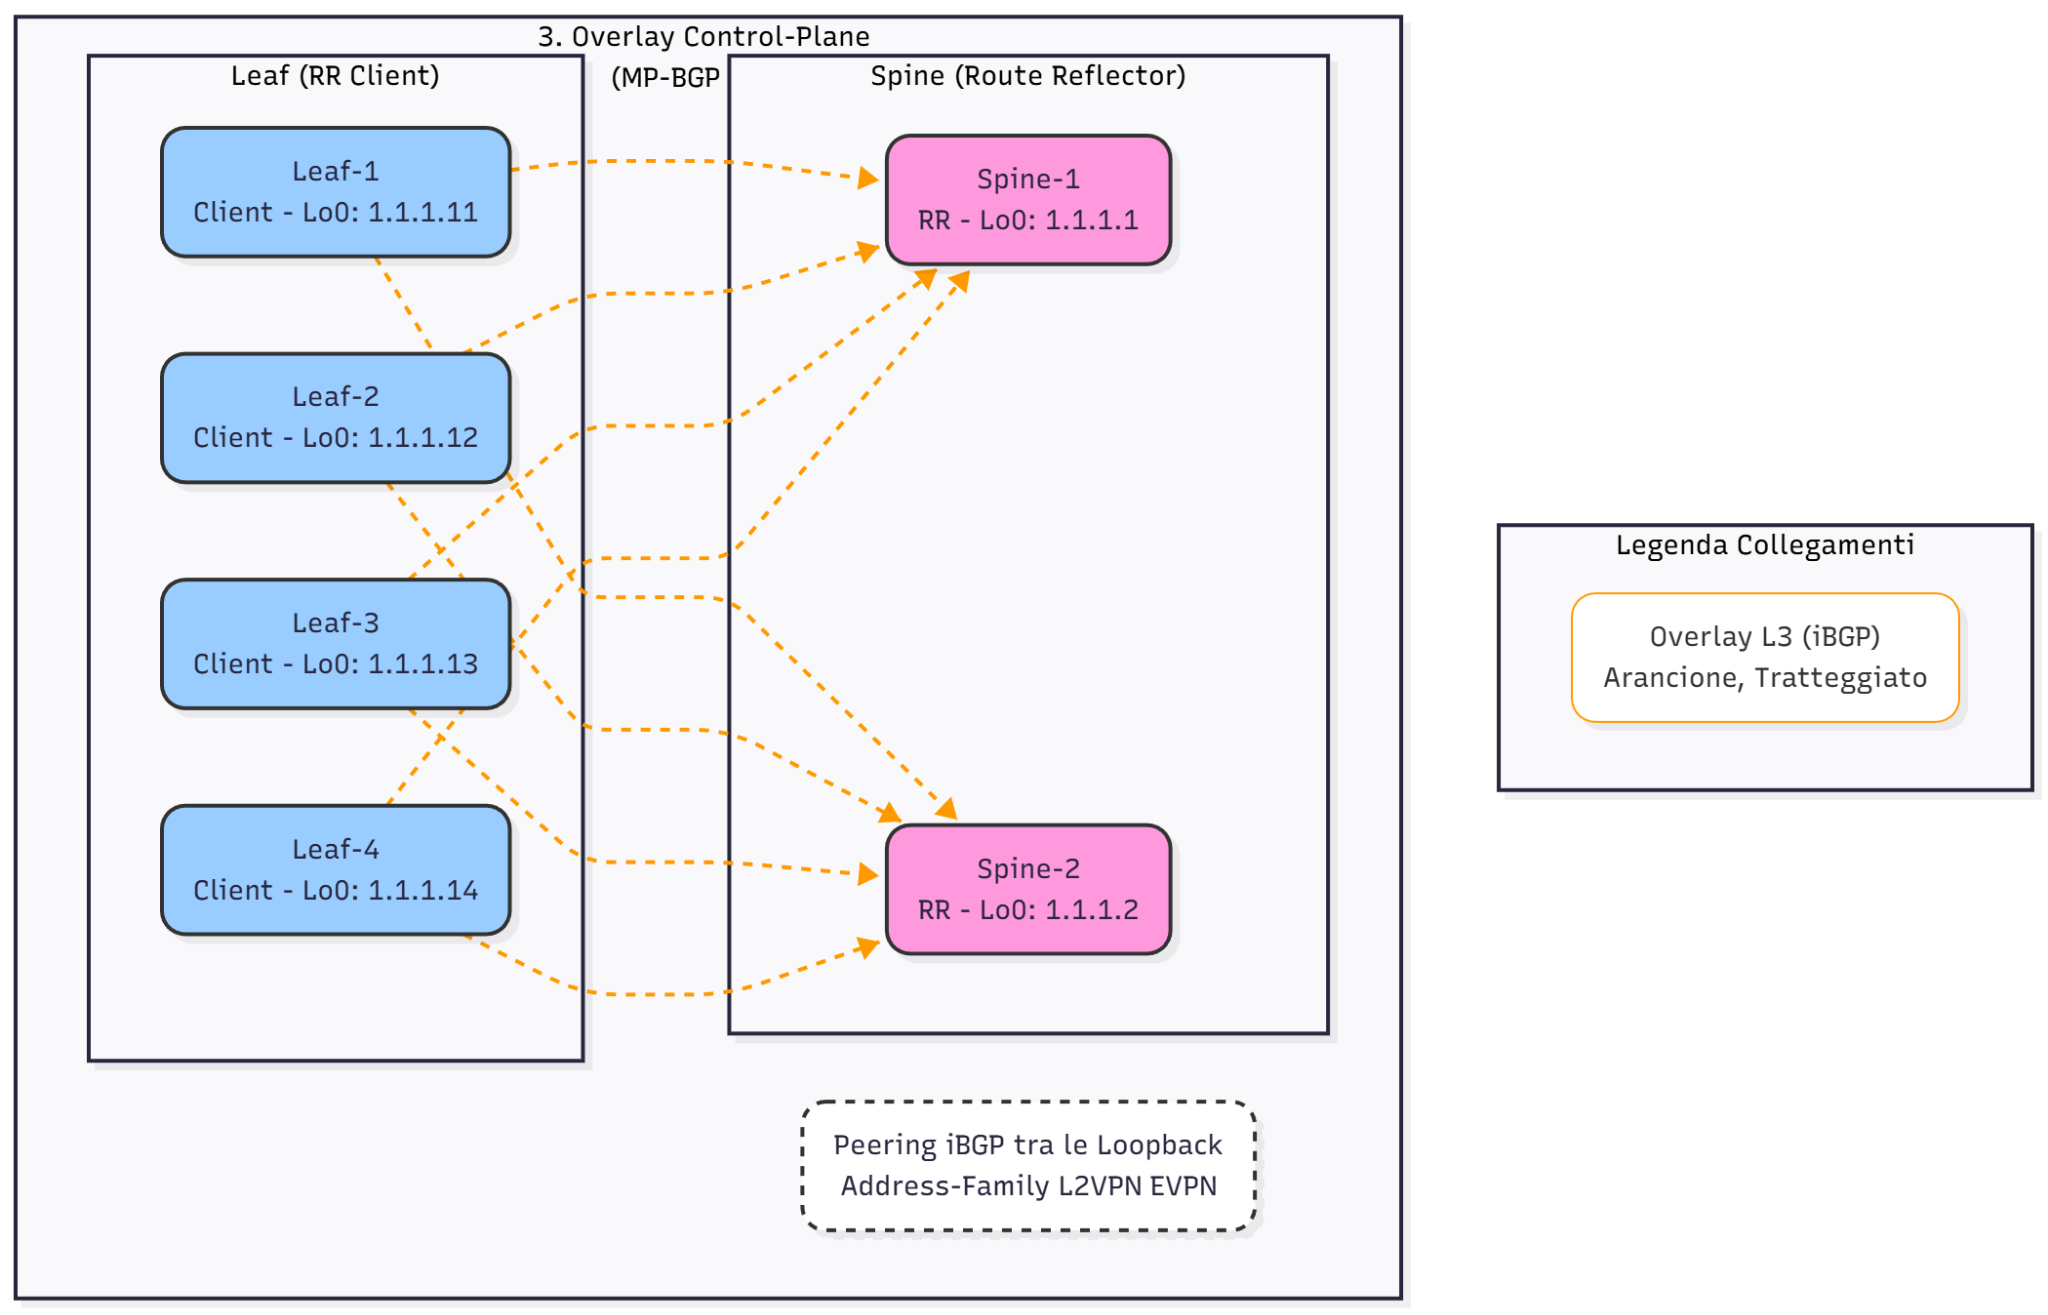 3. Overlay Control-Plane
(MP-BGP
Leaf (RR Client)
Leaf-1
Client - Lo0: 1.1.1.11
Leaf-2
Client - Lo0: 1.1.1.12
Leaf-3
Client - Lo0: 1.1.1.13
Leaf-4
Client - Lo0: 1.1.1.14
Spine (Route Reflector)
Spine-1
RR - Lo0: 1.1.1.1
Spine-2
RR - Lo0: 1.1.1.2
Peering iBGP tra le Loopback
Address-Family L2VPN EVPN
Legenda Collegamenti
Overlay L3 (iBGP)
Arancione, Tratteggiato